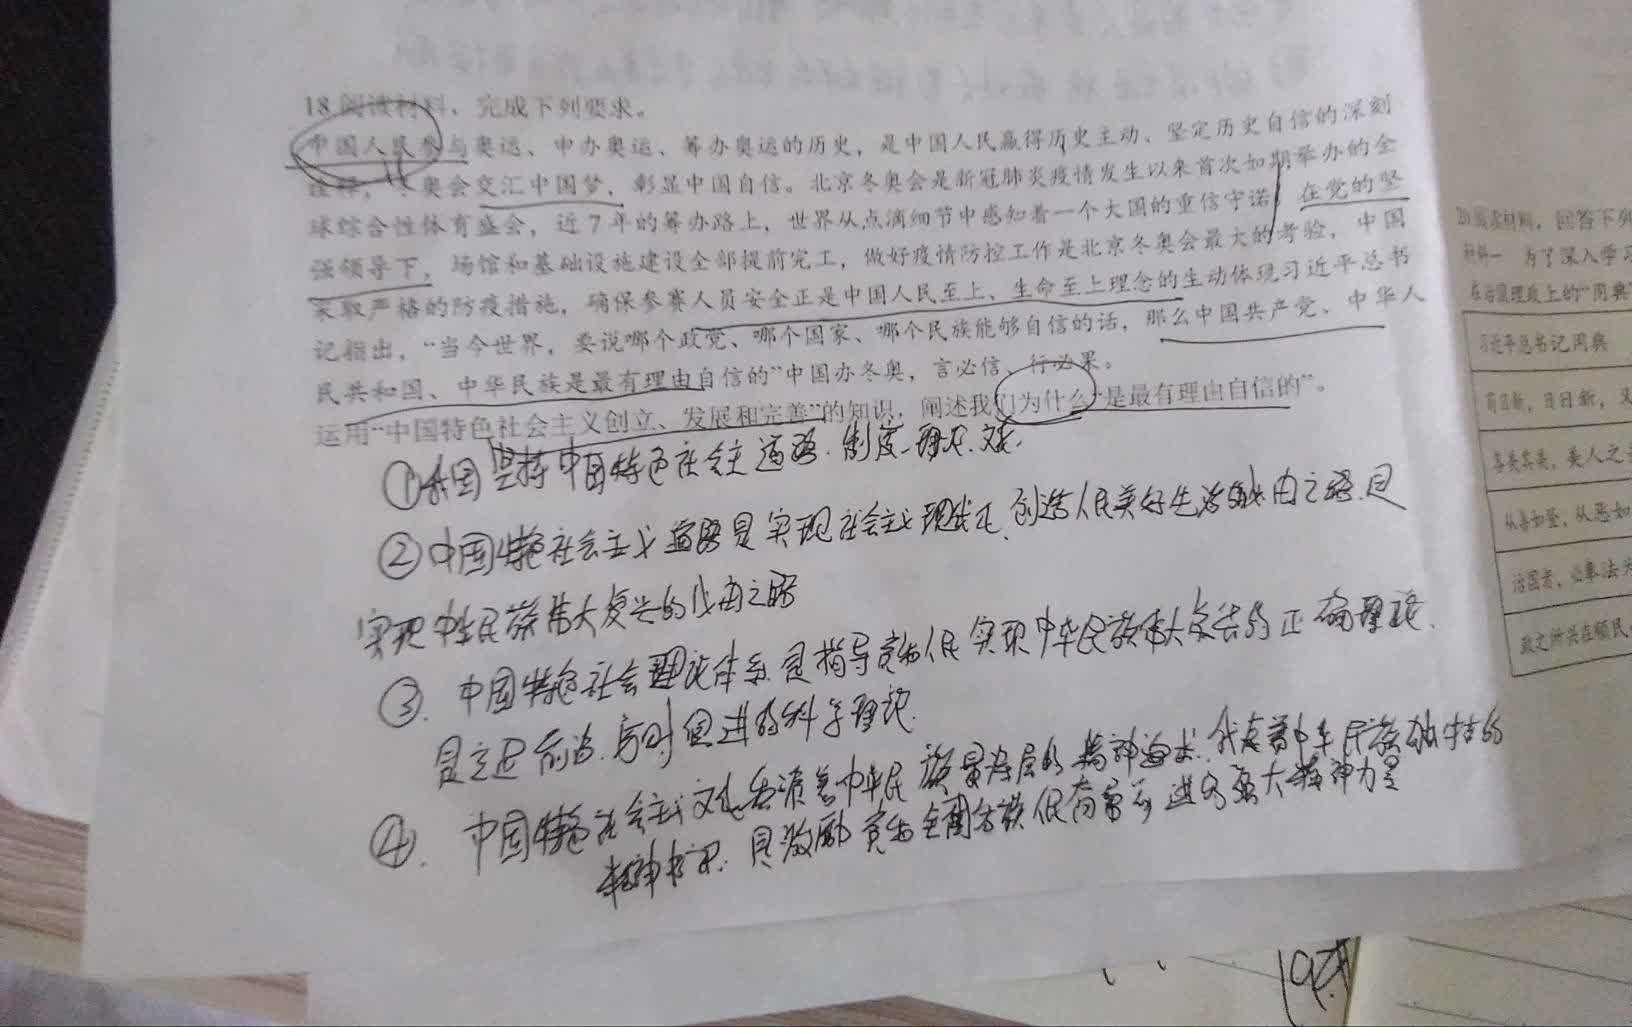 18.阅读材料，完成下列要求。
中国人民参与奥运、申办奥运、筹办奥运的历史，是中国人民赢得历史主动、坚定历史自信的深刻
诠释，冬奥会交汇中国梦，彰显中国自信。北京冬奥会是新冠肺炎疫情发生以来首次如期举办的全
球综合性体育盛会，近7年的筹办路上，世界从点滴细节中感知着一个大国的重信守诺，在党的坚
强领导下，场馆和基础设施建设全部提前完工，做好疫情防控工作是北京冬奥会最大的考验，中国
采取严格的防疫措施，确保参赛人员安全正是中国人民至上、生命至上理念的生动体现习近平总书
记指出，“当今世界，要说哪个政党、哪个国家、哪个民族能够自信的话，那么中国共产党、中华人
民共和国、中华民族是最有理由自信的”中国办冬奥，言必信、行必果。
运用“中国特色社会主义创立、发展和完善”的知识，阐述我们为什么“是最有理由自信的”。
①我国坚持中国特色社会主道路、制度、理论、文化.
②中国特色社会主义道路是实现社会主义现代化、创造人民美好生活的必由之路,是
实现中华民族伟大复兴的必由之路
③.中国特色社会理论体系是指导党和人民实现中华民族伟大复兴的正确理论、
是立足前沿、与时俱进的科学理论.
④.中国特色社会主义文化 着中华民族最深层的精神追求,代表着中华民族独特的
精神标识.是激励党和全国各族人民奋勇前进的强大精神力量
20.阅读材料，回答下列
材料一 为了深入学习
在治国理政上的“用典”
习近平总书记用典
苟日新，日日新，又
各美其美，美人之美
从善如登，从恶如
治国者，必奉法
政之所兴在顺民